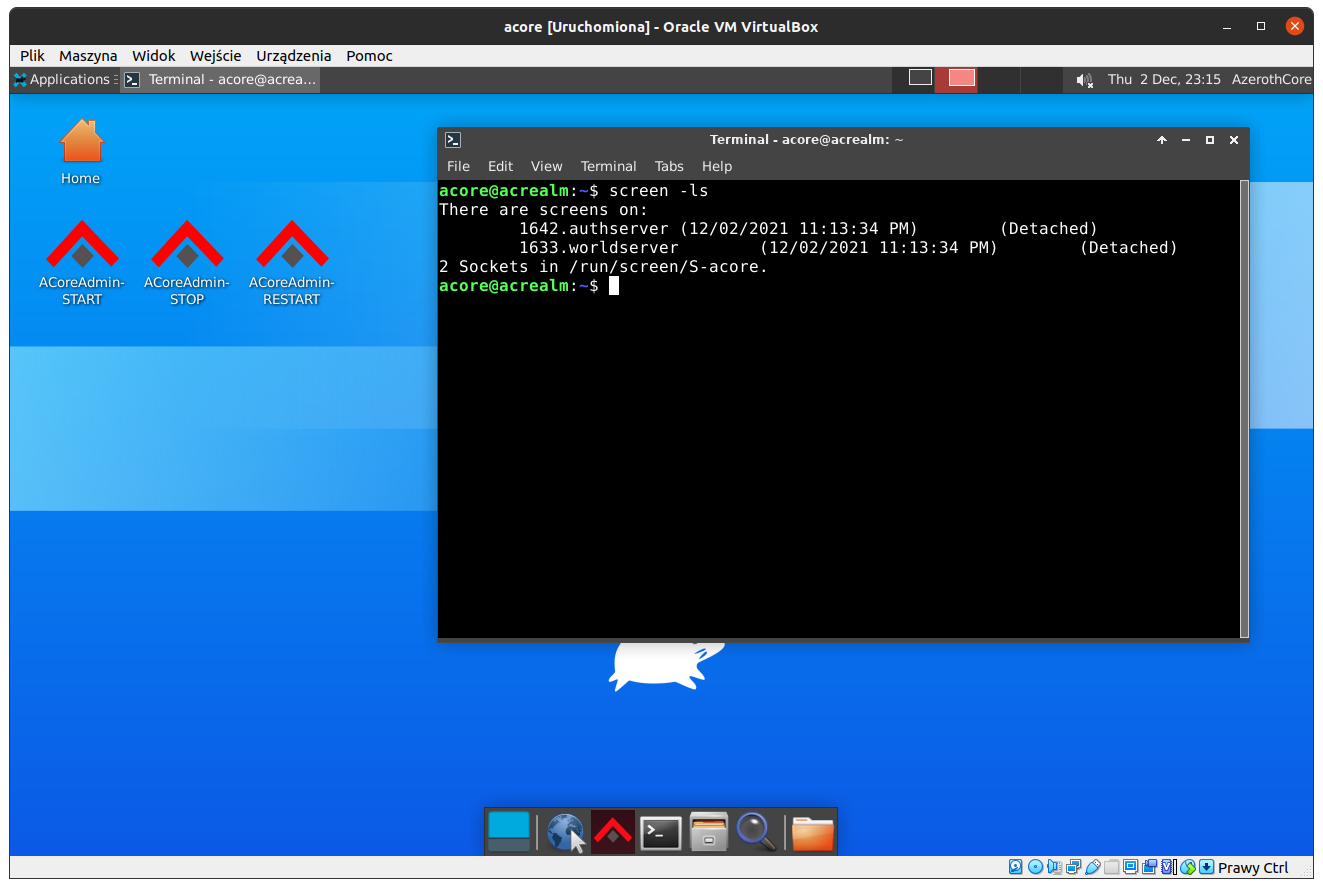 acore [Uruchomiona] - Oracle VM VirtualBox
Plik Maszyna Widok Wejście Urządzenia Pomoc
Applications Terminal - acore@acrea... Thu 2 Dec, 23:15 AzerothCore
Home
ACoreAdmin-
START
ACoreAdmin-
STOP
ACoreAdmin-
RESTART
Terminal - acore@acrealm: ~
File Edit View Terminal Tabs Help
acore@acrealm:~$ screen -ls
There are screens on:
1642.authserver (12/02/2021 11:13:34 PM) (Detached)
1633.worldserver (12/02/2021 11:13:34 PM) (Detached)
2 Sockets in /run/screen/S-acore.
acore@acrealm:~$
Prawy Ctrl